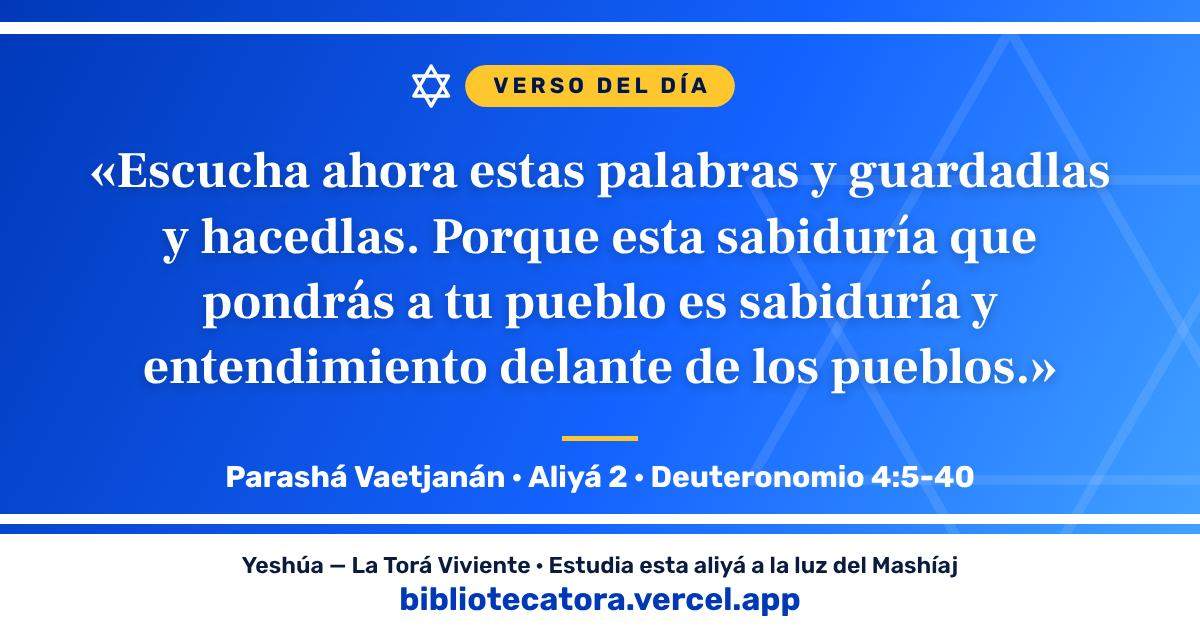 VERSO DEL DÍA
«Escucha ahora estas palabras y guardadlas
y hacedlas. Porque esta sabiduría que
pondrás a tu pueblo es sabiduría y
entendimiento delante de los pueblos.»
Parashá Vaetjanán • Aliyá 2 • Deuteronomio 4:5-40
Yeshúa — La Torá Viviente • Estudia esta aliyá a la luz del Mashíaj
bibliotecatora.vercel.app